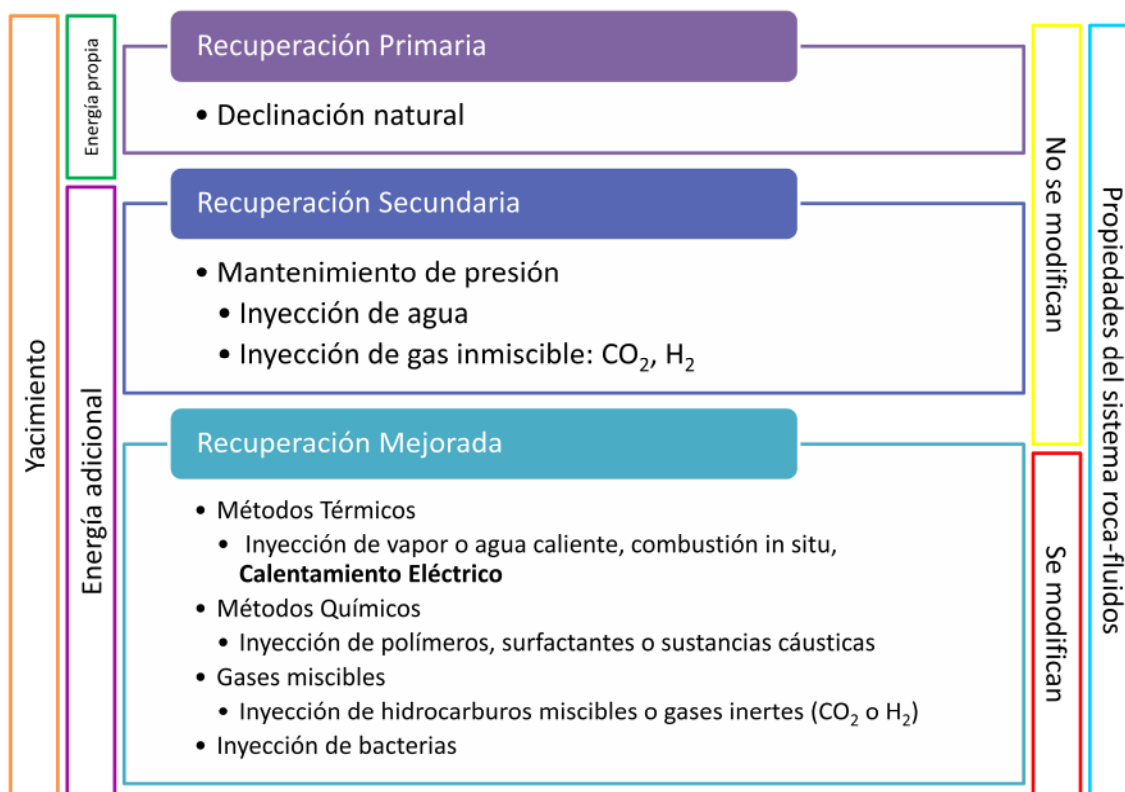 Yacimiento
Energía propia
Energía adicional
Recuperación Primaria
• Declinación natural
Recuperación Secundaria
• Mantenimiento de presión
• Inyección de agua
• Inyección de gas inmiscible: CO₂, H₂
Recuperación Mejorada
• Métodos Térmicos
• Inyección de vapor o agua caliente, combustión in situ,
Calentamiento Eléctrico
• Métodos Químicos
• Inyección de polímeros, surfactantes o sustancias cáusticas
• Gases miscibles
• Inyección de hidrocarburos miscibles o gases inertes (CO₂ o H₂)
• Inyección de bacterias
No se modifican
Se modifican
Propiedades del sistema roca-fluidos